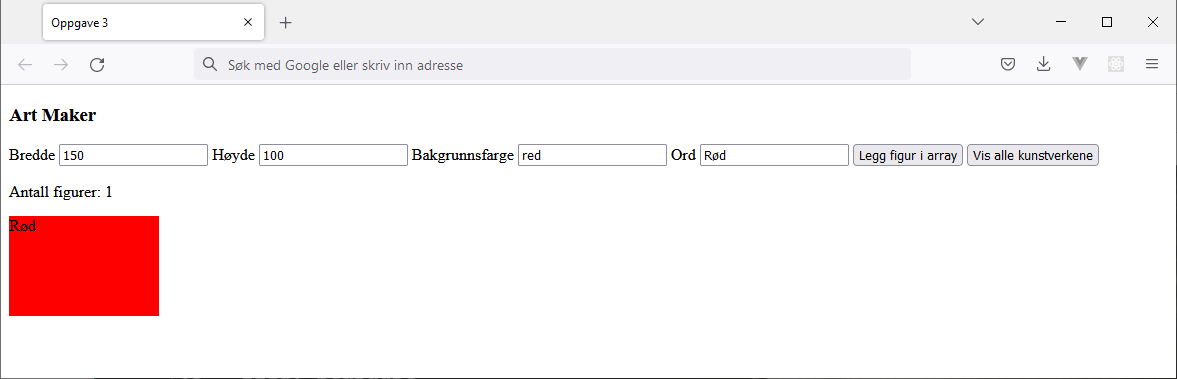 Oppgave 3
Søk med Google eller skriv inn adresse
Art Maker
Bredde 150 Høyde 100 Bakgrunnsfarge red Ord Rød Legg figur i array Vis alle kunstverkene
Antall figurer: 1
Rød